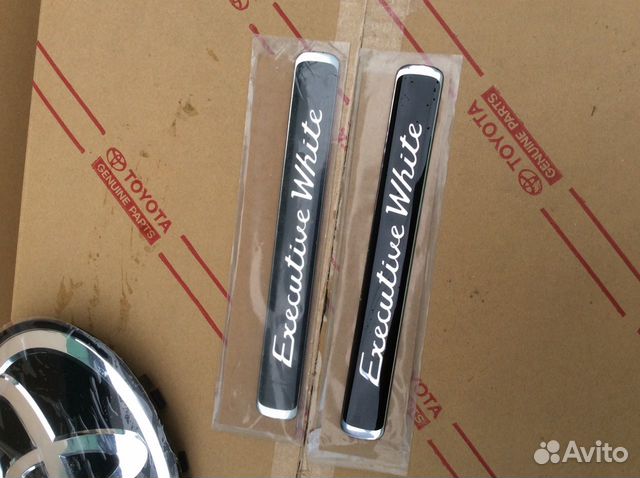 TOYOTA
GENUINE PARTS
TOYOTA
GENUINE PARTS
Executive White
Executive White
Avito